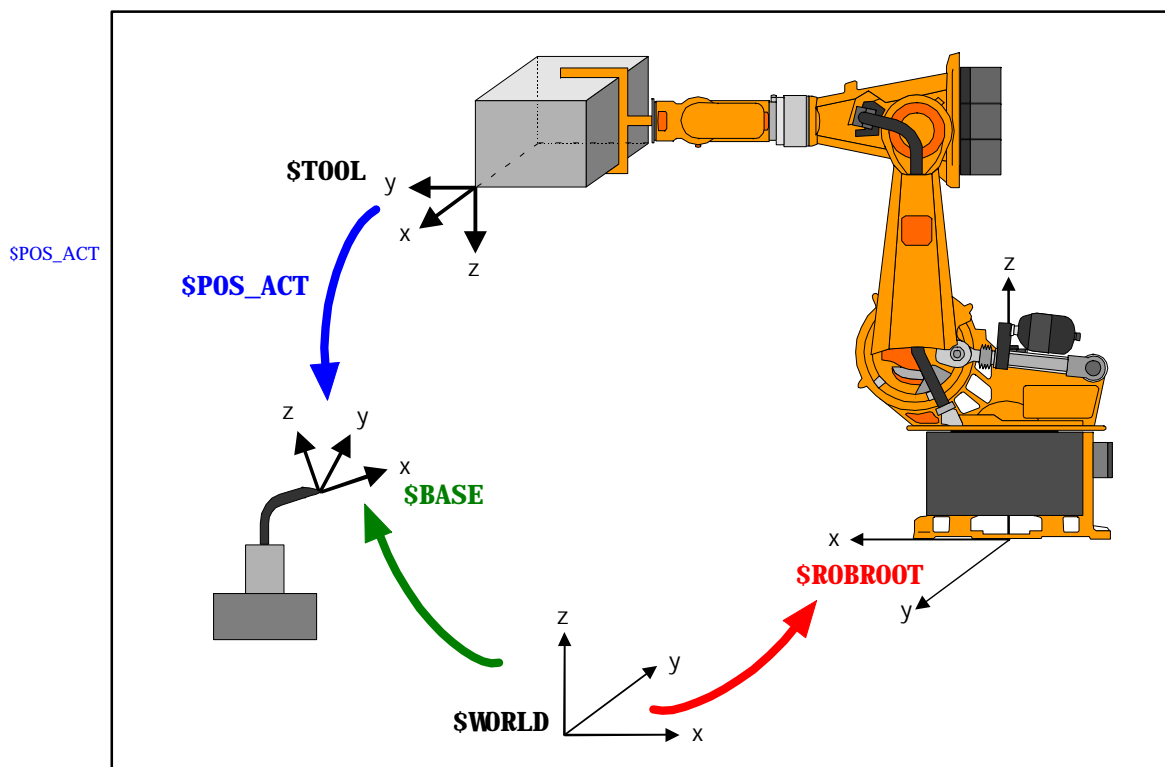 $TOOL
y
x
z
$POS_ACT
$POS_ACT
z
z
y
x
$BASE
x
$ROBROOT
y
z
y
$WORLD
x